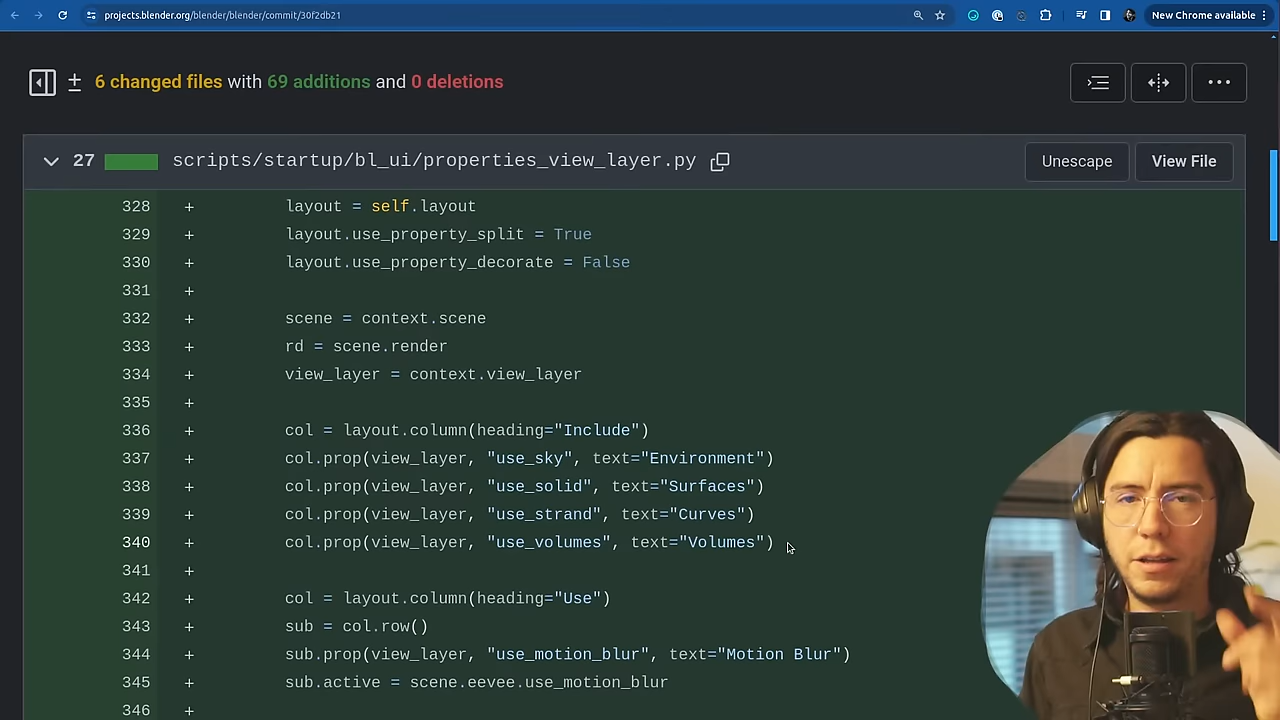 projects.blender.org/blender/blender/commit/30f2db21
New Chrome available
6 changed files with 69 additions and 0 deletions
27 scripts/startup/bl_ui/properties_view_layer.py
Unescape
View File
328 + layout = self.layout
329 + layout.use_property_split = True
330 + layout.use_property_decorate = False
331 +
332 + scene = context.scene
333 + rd = scene.render
334 + view_layer = context.view_layer
335 +
336 + col = layout.column(heading="Include")
337 + col.prop(view_layer, "use_sky", text="Environment")
338 + col.prop(view_layer, "use_solid", text="Surfaces")
339 + col.prop(view_layer, "use_strand", text="Curves")
340 + col.prop(view_layer, "use_volumes", text="Volumes")
341 +
342 + col = layout.column(heading="Use")
343 + sub = col.row()
344 + sub.prop(view_layer, "use_motion_blur", text="Motion Blur")
345 + sub.active = scene.eevee.use_motion_blur
346 +